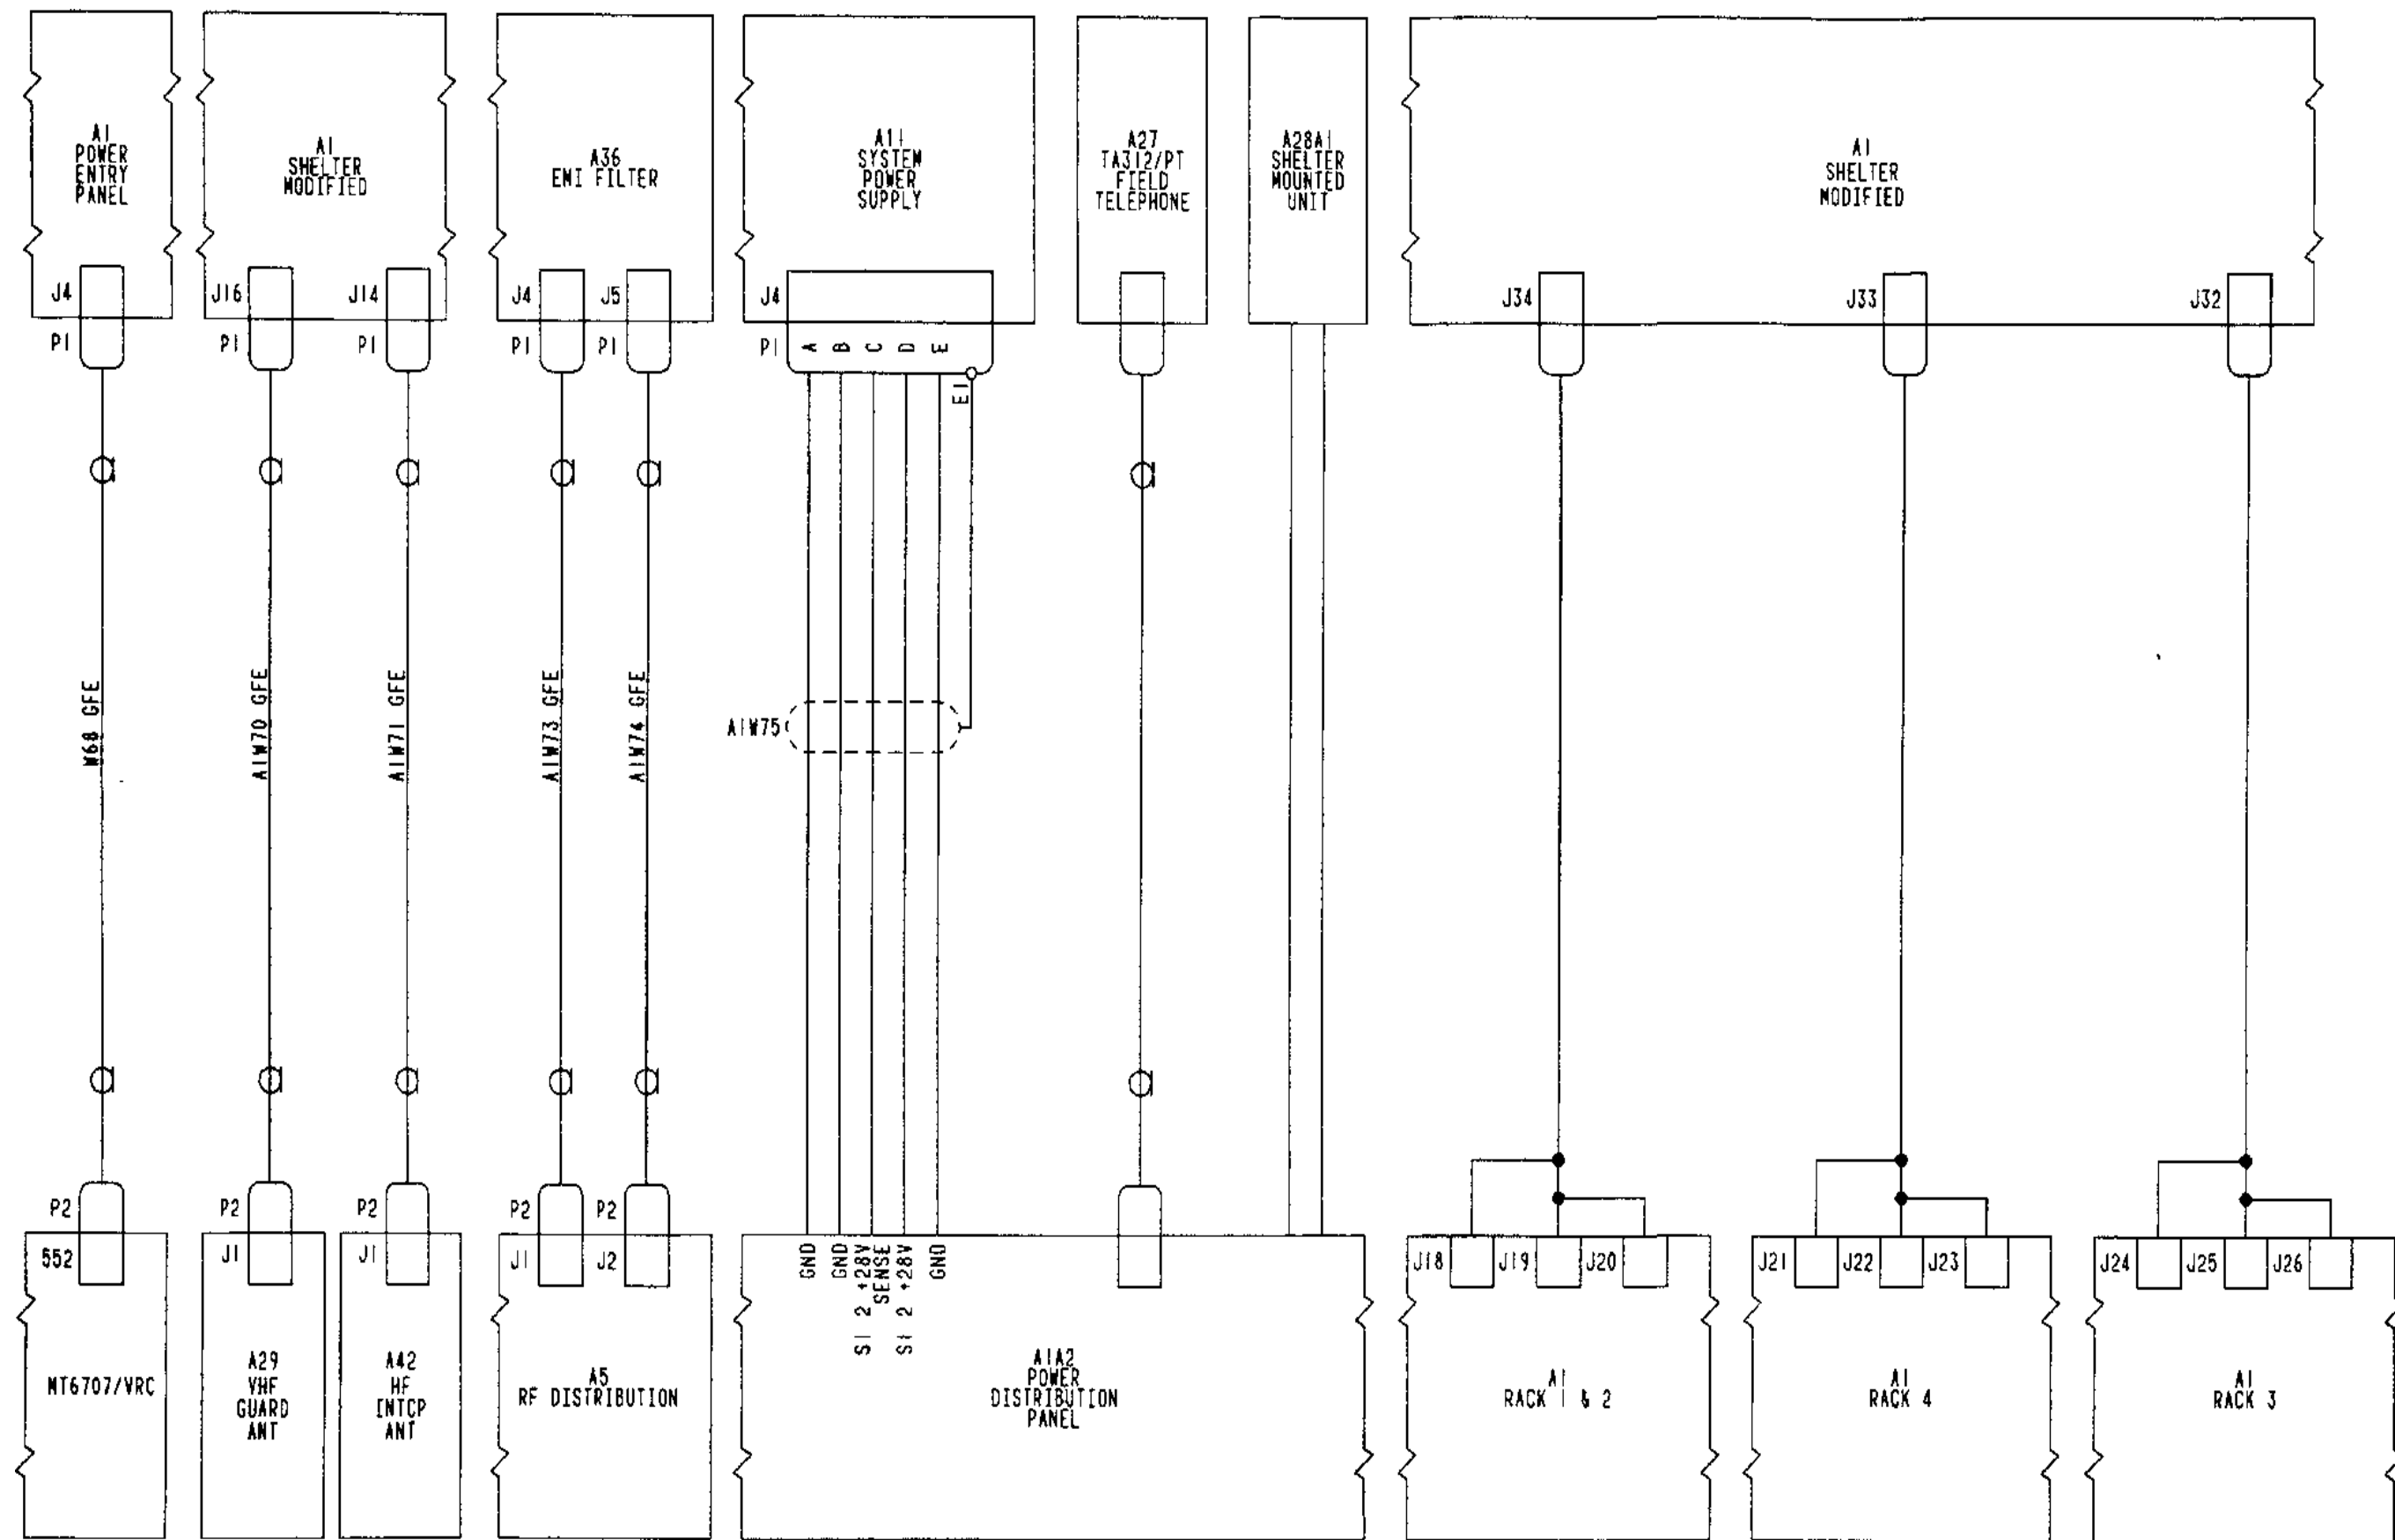 A1
POWER
ENTRY
PANEL
A1
SHELTER
MODIFIED
A36
EMI FILTER
A11
SYSTEM
POWER
SUPPLY
A27
TA312/PT
FIELD
TELEPHONE
A28A1
SHELTER
MOUNTED
UNIT
A1
SHELTER
MODIFIED
J4
J16
J14
J4
J5
J4
J34
J33
J32
P1
P1
P1
P1
P1
P1
A
B
C
D
E
E1
W68 GFE
A1W70 GFE
A1W71 GFE
A1W73 GFE
A1W74 GFE
A1W75
P2
P2
P2
P2
P2
552
J1
J1
J1
J2
GND
GND
S1 2 +28V
SENSE
S1 2 +28V
GND
J18
J19
J20
J21
J22
J23
J24
J25
J26
MT6707/VRC
A29
VHF
GUARD
ANT
A42
HF
INTCP
ANT
A5
RF DISTRIBUTION
A1A2
POWER
DISTRIBUTION
PANEL
A1
RACK 1 & 2
A1
RACK 4
A1
RACK 3